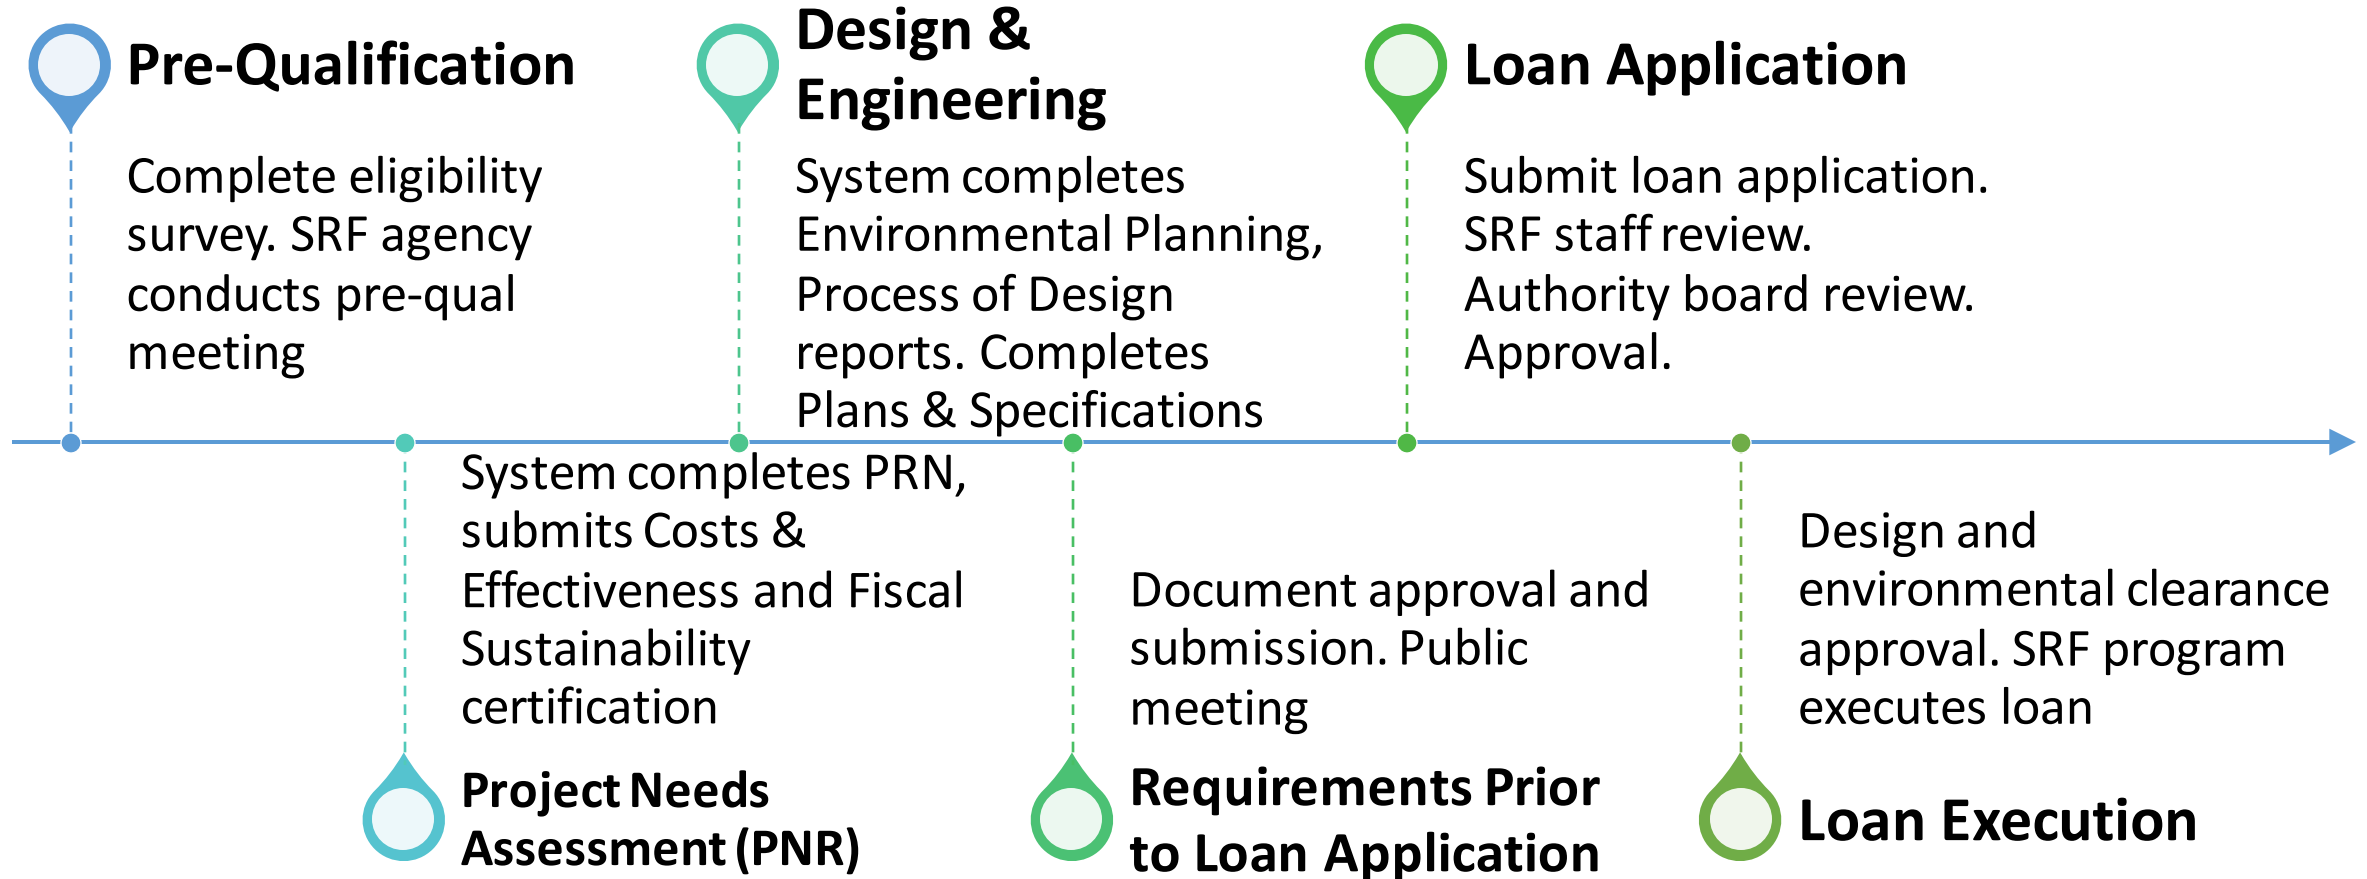 Pre-Qualification
Complete eligibility
survey. SRF agency
conducts pre-qual
meeting
System completes PRN,
submits Costs &
Effectiveness and Fiscal
Sustainability
certification
Project Needs
Assessment (PNR)
Design &
Engineering
System completes
Environmental Planning,
Process of Design
reports. Completes
Plans & Specifications
Document approval and
submission. Public
meeting
Requirements Prior
to Loan Application
Loan Application
Submit loan application.
SRF staff review.
Authority board review.
Approval.
Design and
environmental clearance
approval. SRF program
executes loan
Loan Execution